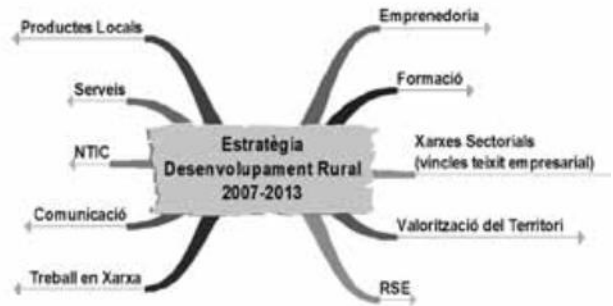 Productes Locals
Serveis
NTIC
Comunicació
Treball en Xarxa
Estratègia
Desenvolupament Rural
2007-2013
Emprenedoria
Formació
Xarxes Sectorials
(vincles teixit empresarial)
Valorització del Territori
RSE